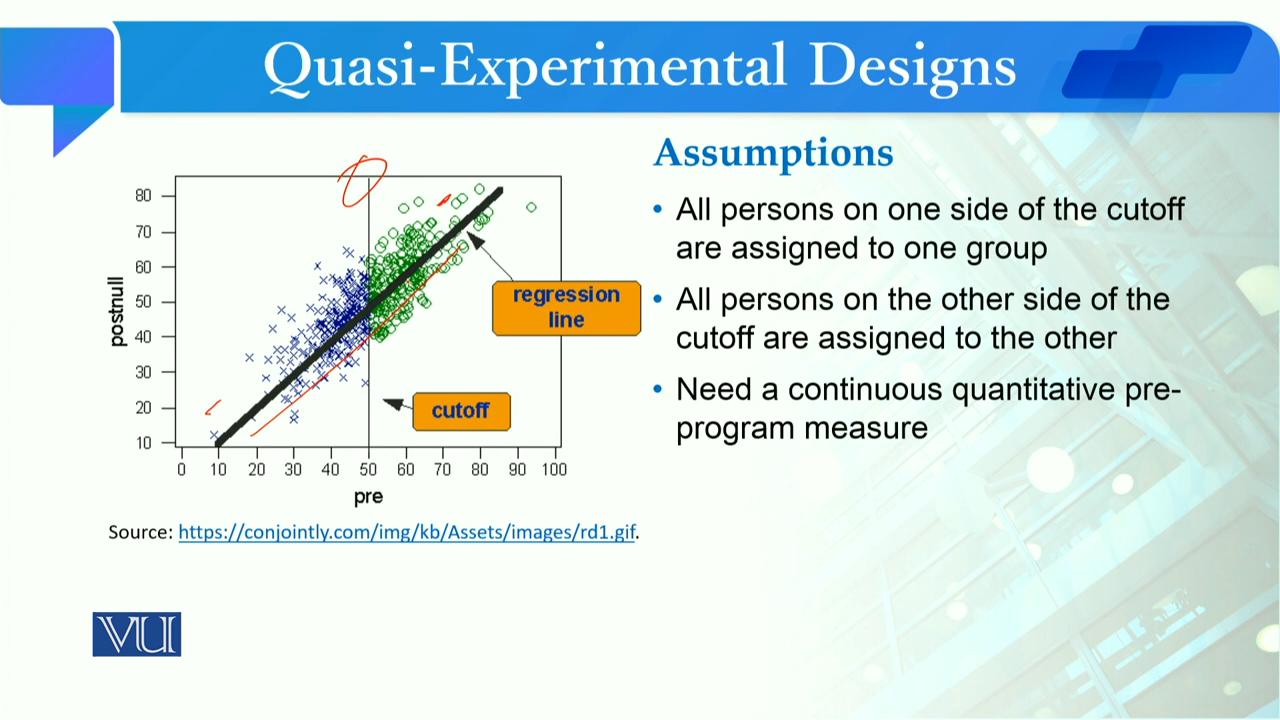 Quasi-Experimental Designs
Assumptions
• All persons on one side of the cutoff
are assigned to one group
• All persons on the other side of the
cutoff are assigned to the other
• Need a continuous quantitative pre-
program measure
80
70
60
50
40
30
20
10
postnull
regression
line
cutoff
0 10 20 30 40 50 60 70 80 90 100
pre
Source: https://conjointly.com/img/kb/Assets/images/rd1.gif.
VU